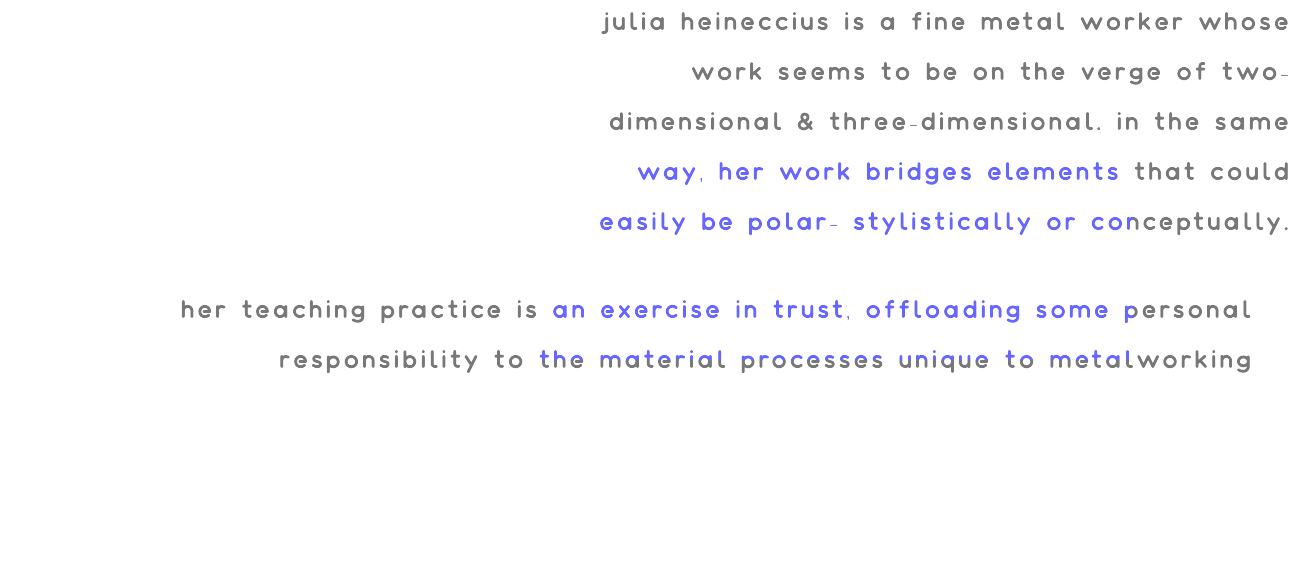 julia heineccius is a fine metal worker whose
work seems to be on the verge of two-
dimensional & three-dimensional. in the same
way, her work bridges elements that could
easily be polar- stylistically or conceptually.
her teaching practice is an exercise in trust, offloading some personal
responsibility to the material processes unique to metalworking